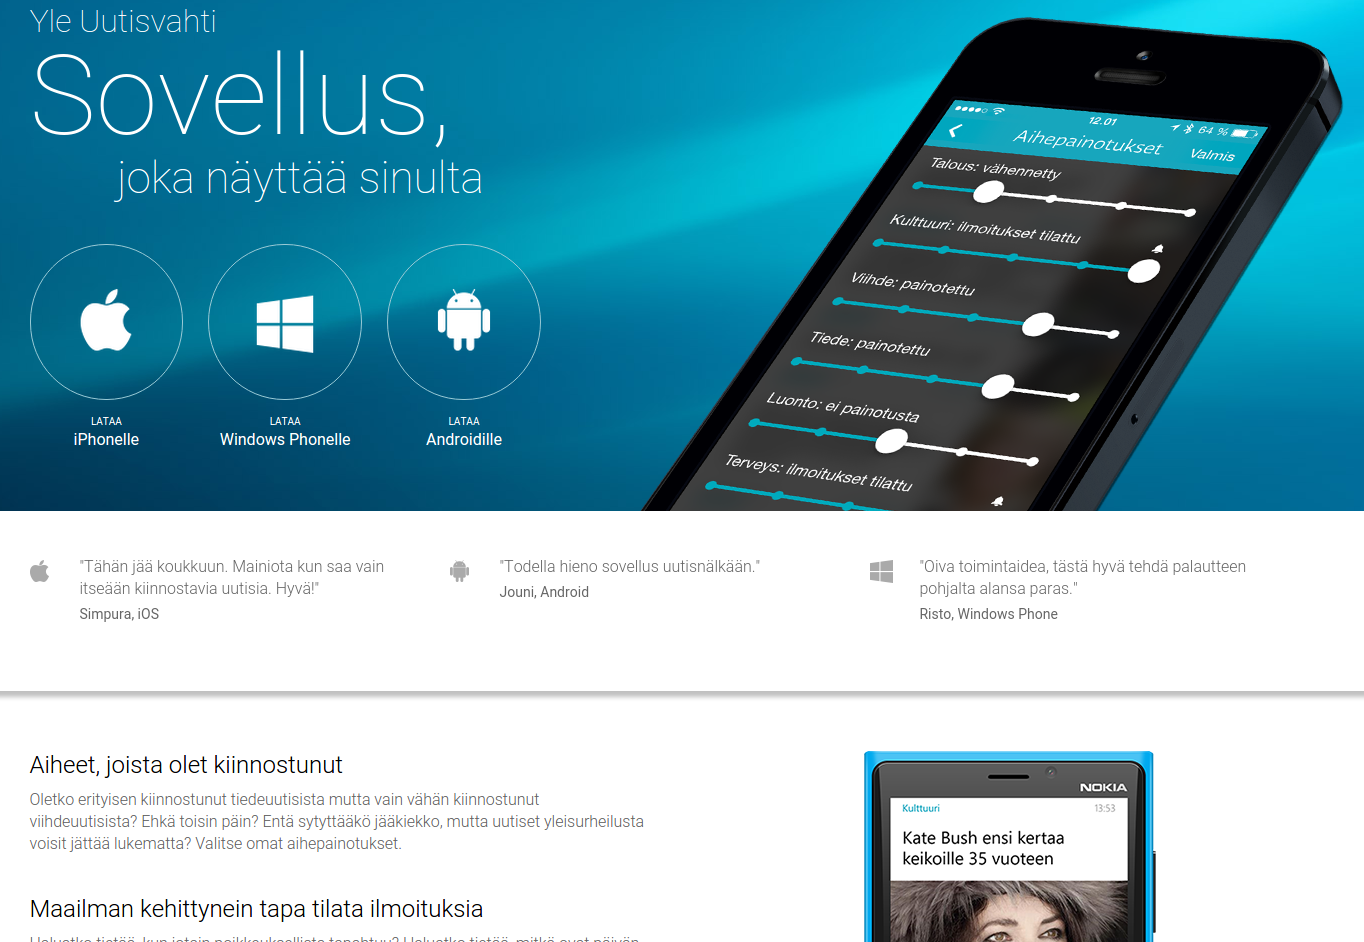 Yle Uutisvahti
Sovellus,
joka näyttää sinulta
LATAA
iPhonelle
LATAA
Windows Phonelle
LATAA
Androidille
12.01
64 %
Aihepainotukset
Valmis
Talous: vähennetty
Kulttuuri: ilmoitukset tilattu
Viihde: painotettu
Tiede: painotettu
Luonto: ei painotusta
Terveys: ilmoitukset tilattu
"Tähän jää koukkuun. Mainiota kun saa vain
itseään kiinnostavia uutisia. Hyvä!"
Simpura, iOS
"Todella hieno sovellus uutisnälkään."
Jouni, Android
"Oiva toimintaidea, tästä hyvä tehdä palautteen
pohjalta alansa paras."
Risto, Windows Phone
Aiheet, joista olet kiinnostunut
Oletko erityisen kiinnostunut tiedeuutisista mutta vain vähän kiinnostunut
viihdeuutisista? Ehkä toisin päin? Entä sytyttääkö jääkiekko, mutta uutiset yleisurheilusta
voisit jättää lukematta? Valitse omat aihepainotukset.
Maailman kehittynein tapa tilata ilmoituksia
NOKIA
Kulttuuri
13:53
Kate Bush ensi kertaa
keikoille 35 vuoteen